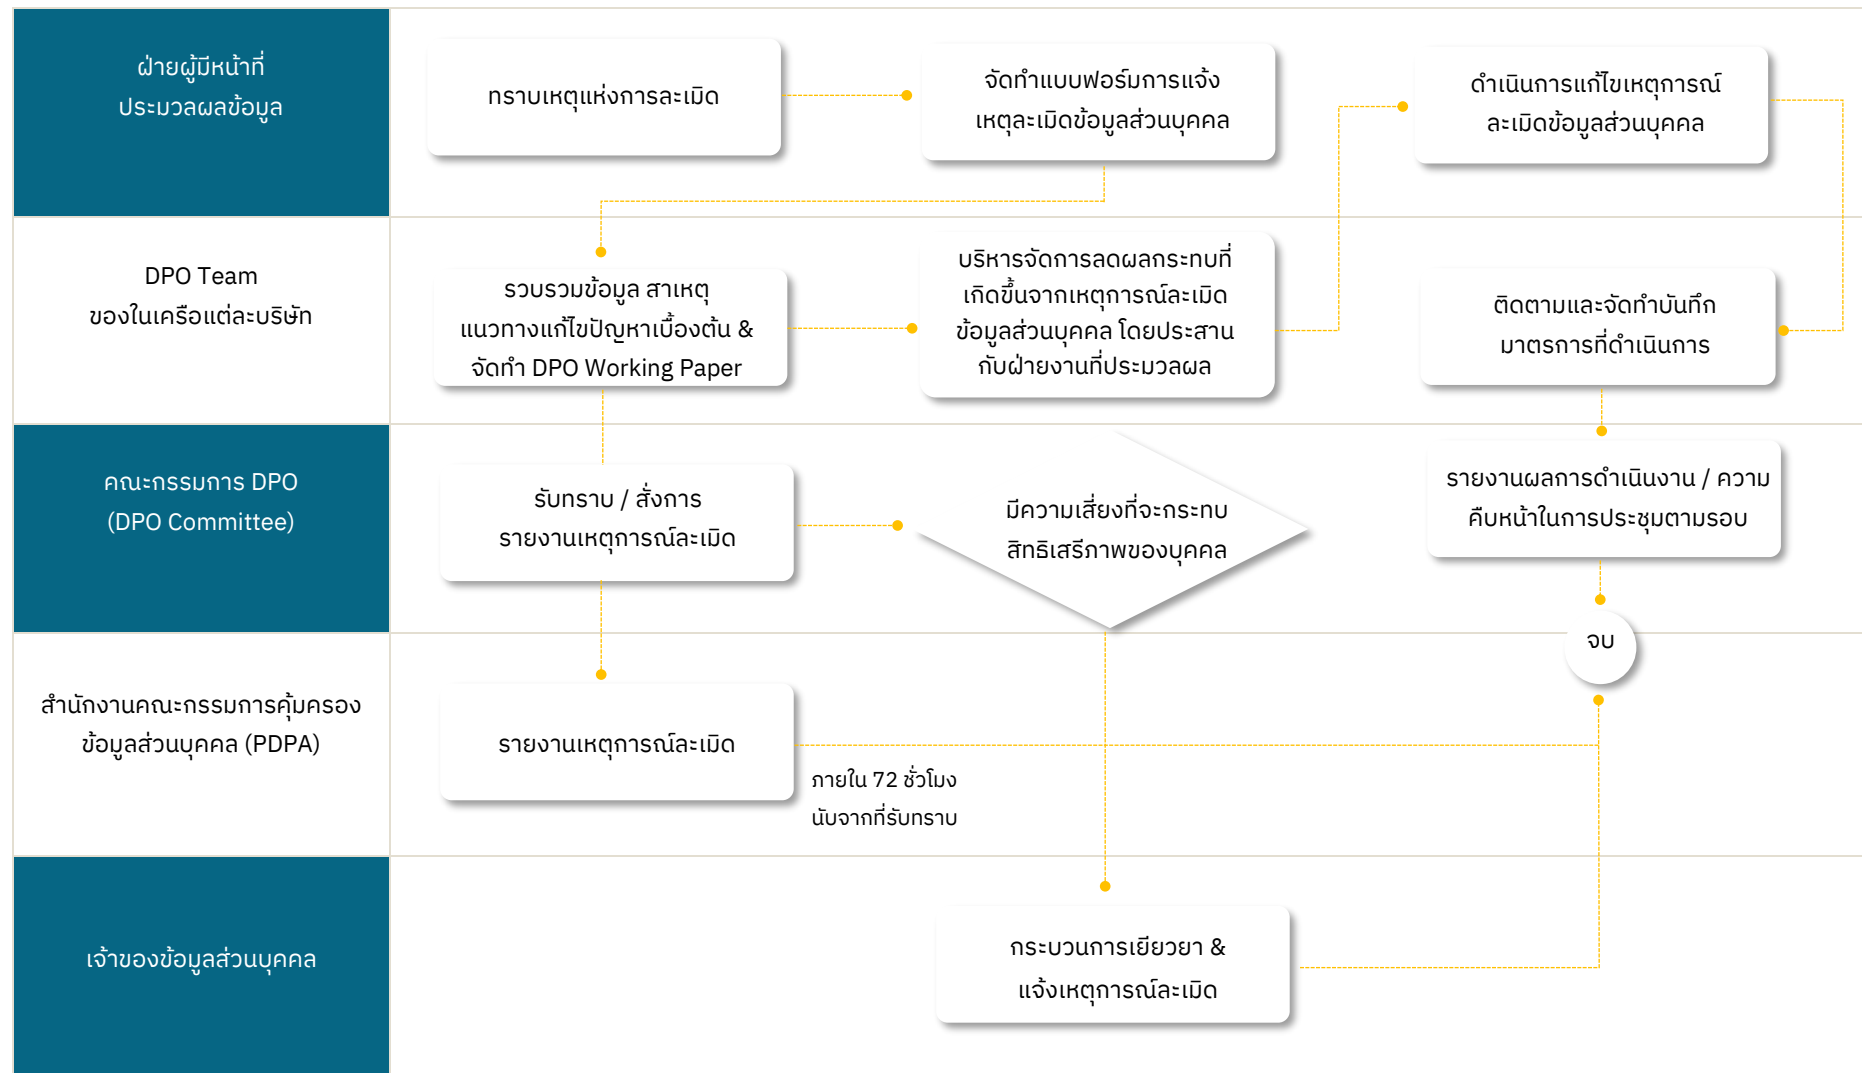 ฝ่ายผู้มีหน้าที่
ประมวลผลข้อมูล
ทราบเหตุแห่งการละเมิด
จัดทำแบบฟอร์มการแจ้ง
เหตุละเมิดข้อมูลส่วนบุคคล
ดำเนินการแก้ไขเหตุการณ์
ละเมิดข้อมูลส่วนบุคคล
DPO Team
ของในเครือแต่ละบริษัท
รวบรวมข้อมูล สาเหตุ
แนวทางแก้ไขปัญหาเบื้องต้น &
จัดทำ DPO Working Paper
บริหารจัดการลดผลกระทบที่
เกิดขึ้นจากเหตุการณ์ละเมิด
ข้อมูลส่วนบุคคล โดยประสาน
กับฝ่ายงานที่ประมวลผล
ติดตามและจัดทำบันทึก
มาตรการที่ดำเนินการ
คณะกรรมการ DPO
(DPO Committee)
รับทราบ / สั่งการ
รายงานเหตุการณ์ละเมิด
มีความเสี่ยงที่จะกระทบ
สิทธิเสรีภาพของบุคคล
รายงานผลการดำเนินงาน / ความ
คืบหน้าในการประชุมตามรอบ
จบ
สำนักงานคณะกรรมการคุ้มครอง
ข้อมูลส่วนบุคคล (PDPA)
รายงานเหตุการณ์ละเมิด
ภายใน 72 ชั่วโมง
นับจากที่รับทราบ
เจ้าของข้อมูลส่วนบุคคล
กระบวนการเยียวยา &
แจ้งเหตุการณ์ละเมิด